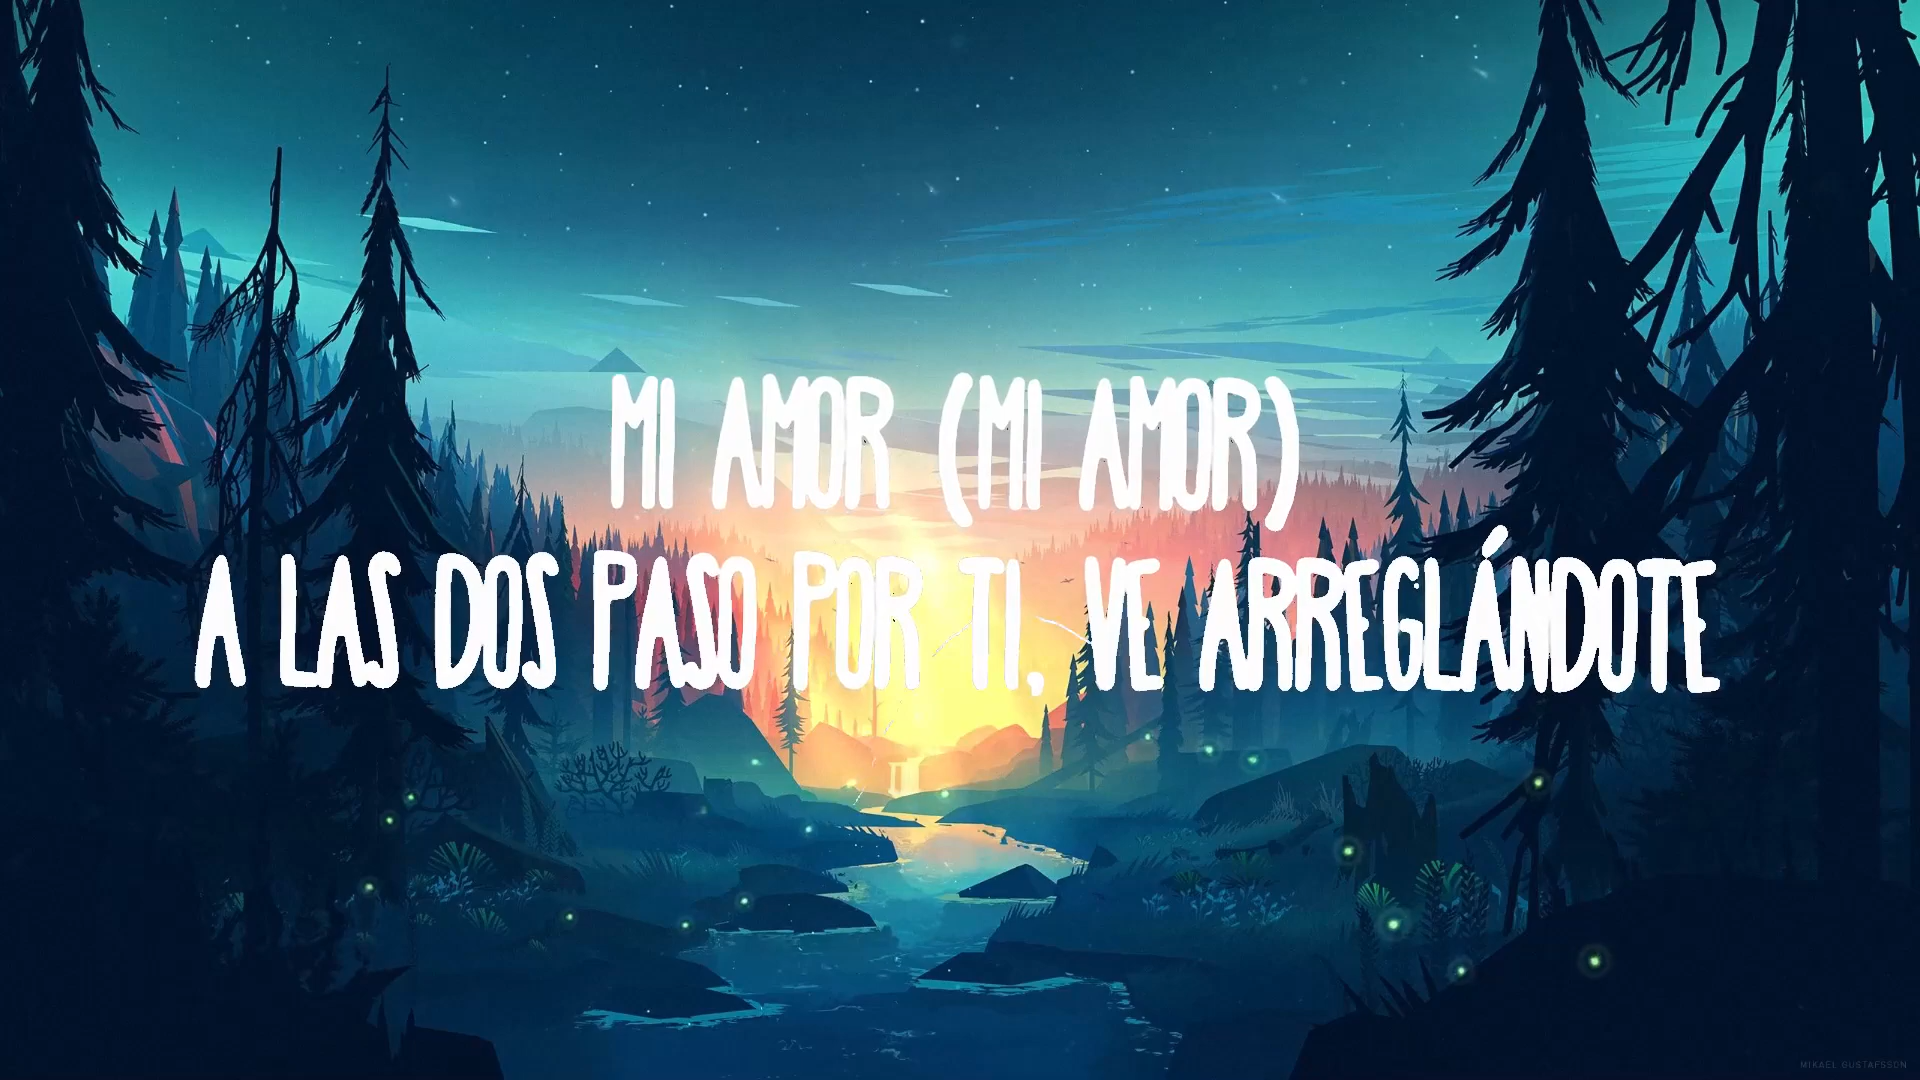 MI AMOR (MI AMOR)
A LAS DOS PASO POR TI, VE ARREGLÁNDOTE
MIKAEL GUSTAFSSON